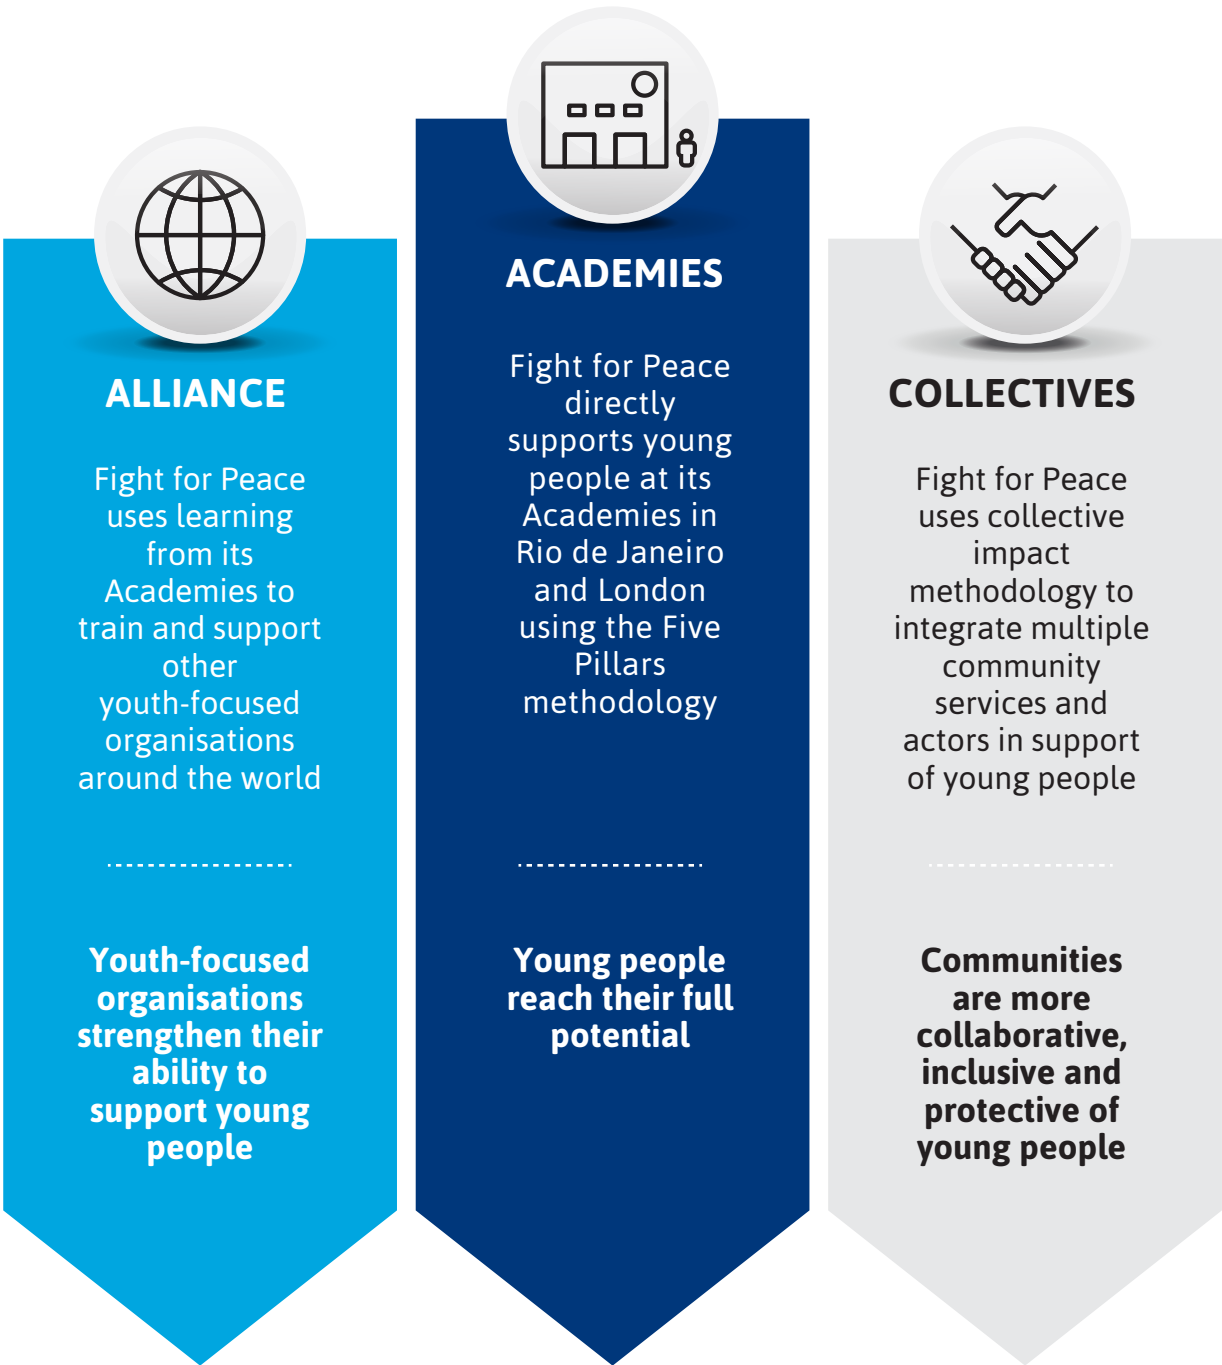 ALLIANCE
Fight for Peace
uses learning
from its
Academies to
train and support
other
youth-focused
organisations
around the world
Youth-focused
organisations
strengthen their
ability to
support young
people
ACADEMIES
Fight for Peace
directly
supports young
people at its
Academies in
Rio de Janeiro
and London
using the Five
Pillars
methodology
Young people
reach their full
potential
COLLECTIVES
Fight for Peace
uses collective
impact
methodology to
integrate multiple
community
services and
actors in support
of young people
Communities
are more
collaborative,
inclusive and
protective of
young people